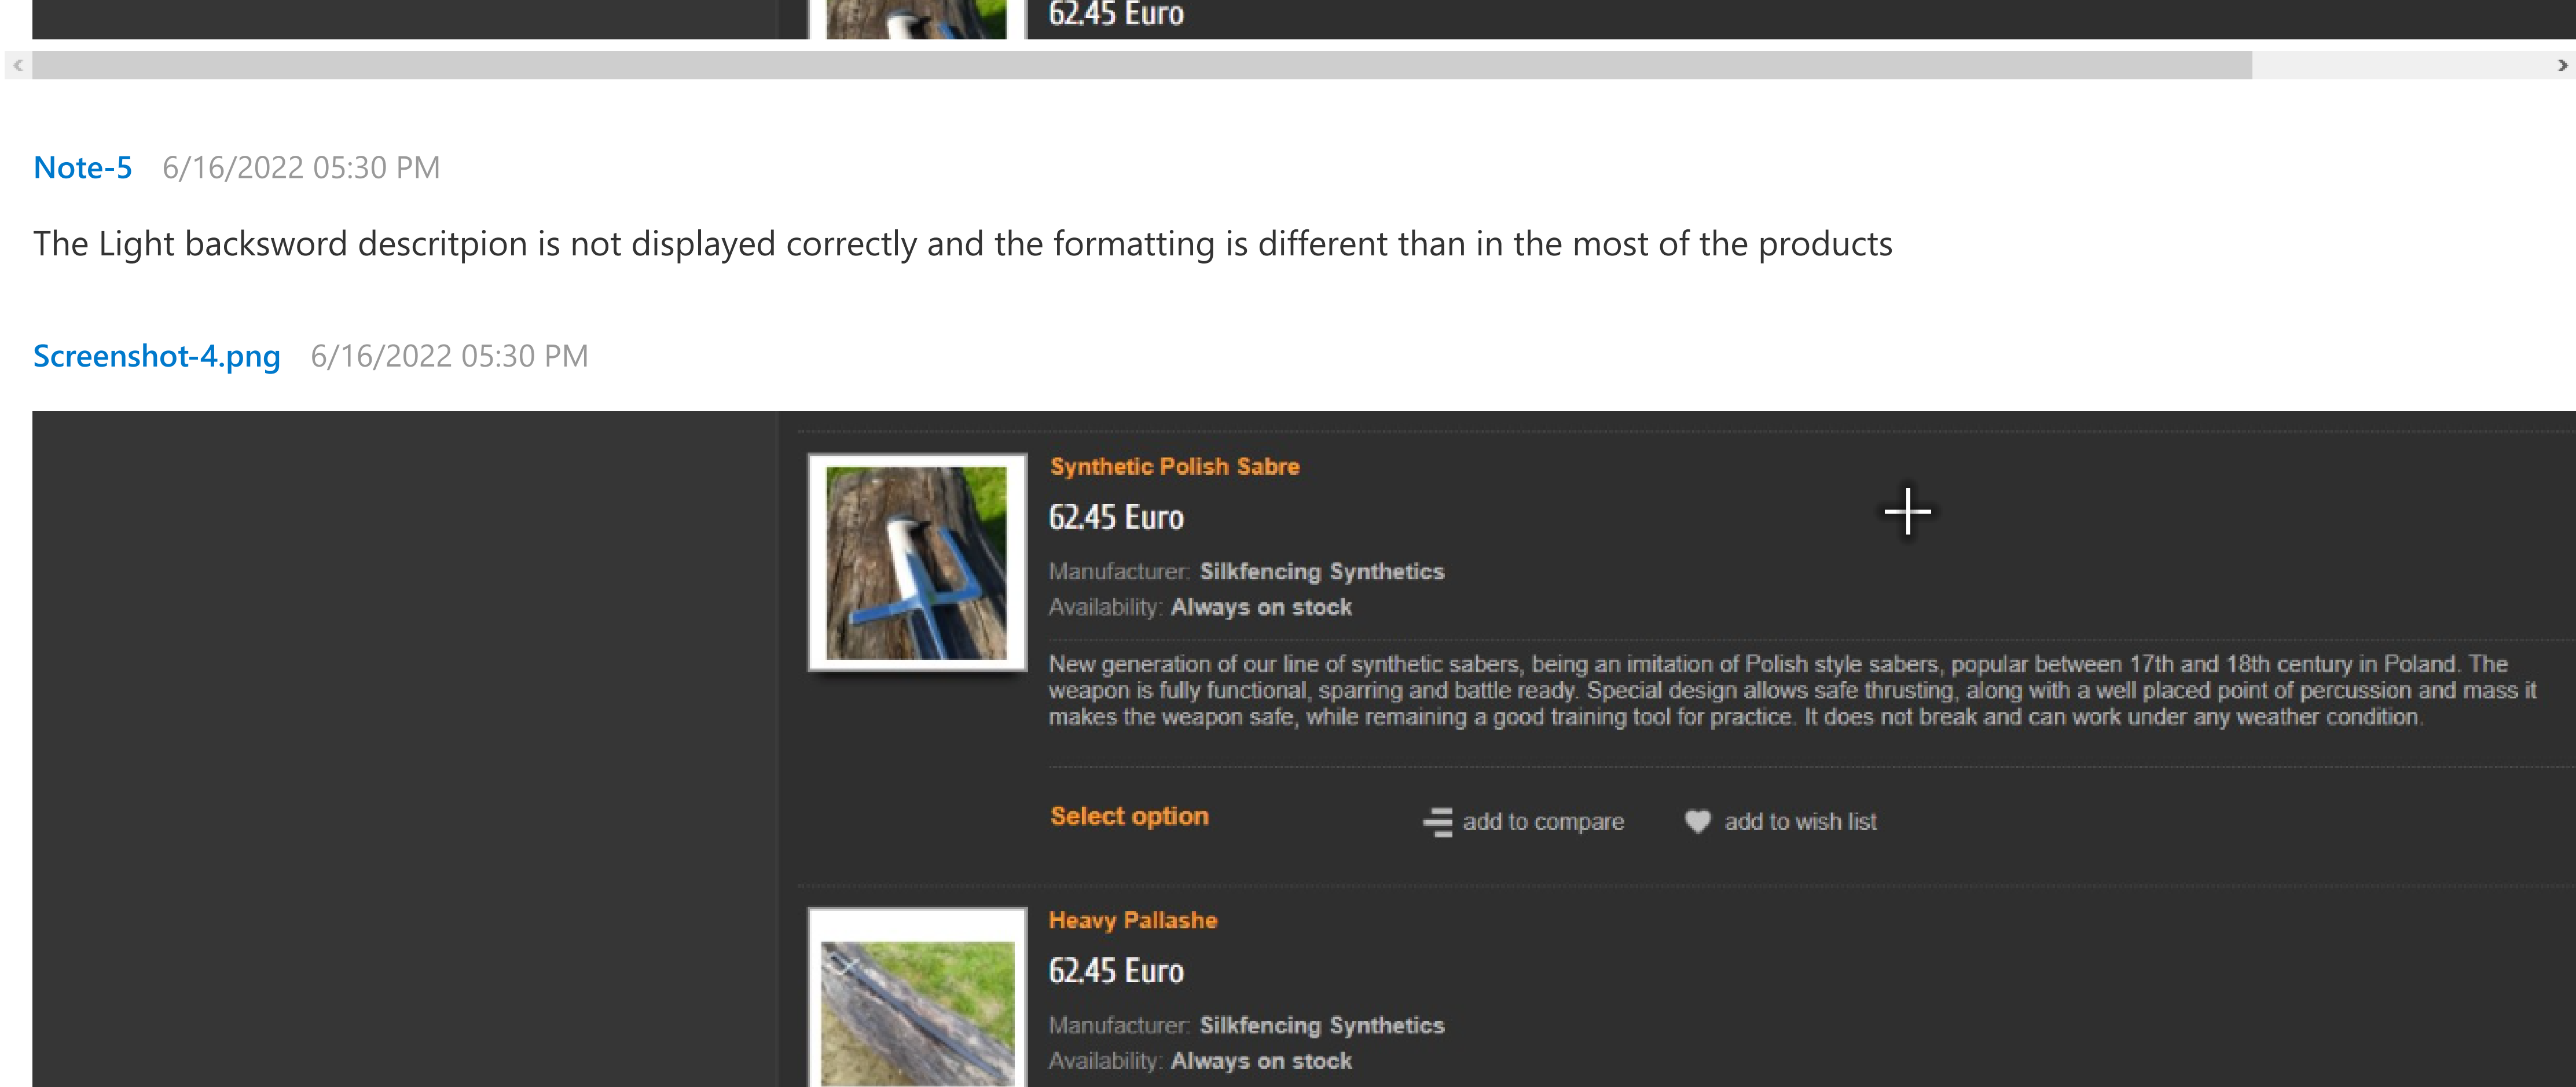 62.45 Euro
Note-5 6/16/2022 05:30 PM
The Light backsword descritpion is not displayed correctly and the formatting is different than in the most of the products
Screenshot-4.png 6/16/2022 05:30 PM
Synthetic Polish Sabre
62.45 Euro
Manufacturer: Silkfencing Synthetics
Availability: Always on stock
New generation of our line of synthetic sabers, being an imitation of Polish style sabers, popular between 17th and 18th century in Poland. The
weapon is fully functional, sparring and battle ready. Special design allows safe thrusting, along with a well placed point of percussion and mass it
makes the weapon safe, while remaining a good training tool for practice. It does not break and can work under any weather condition.
Select option add to compare add to wish list
Heavy Pallashe
62.45 Euro
Manufacturer: Silkfencing Synthetics
Availability: Always on stock